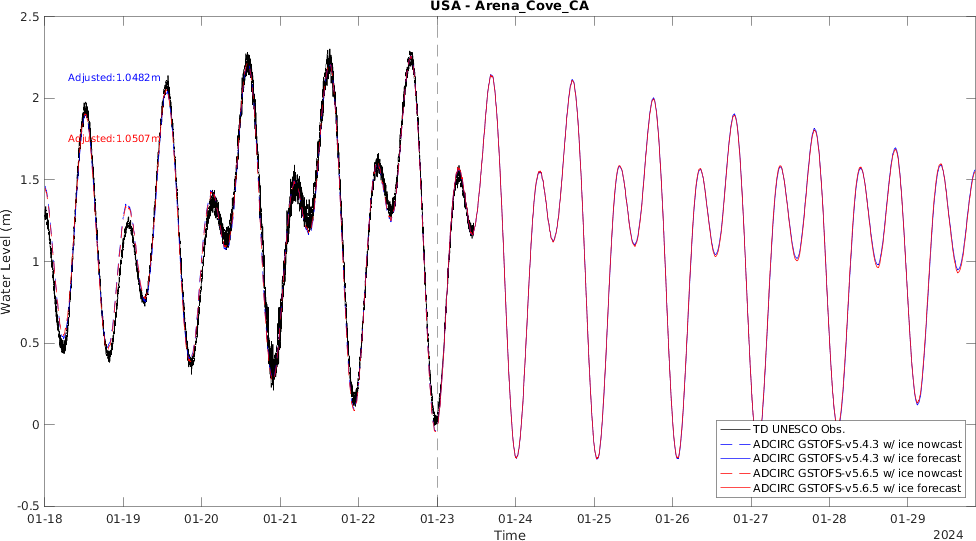 USA - Arena_Cove_CA
2.5
2
1.5
1
0.5
0
-0.5
Water Level (m)
Adjusted:1.0482m
Adjusted:1.0507m
TD UNESCO Obs.
ADCIRC GSTOFS-v5.4.3 w/ ice nowcast
ADCIRC GSTOFS-v5.4.3 w/ ice forecast
ADCIRC GSTOFS-v5.6.5 w/ ice nowcast
ADCIRC GSTOFS-v5.6.5 w/ ice forecast
01-18 01-19 01-20 01-21 01-22 01-23 01-24 01-25 01-26 01-27 01-28 01-29
Time
2024